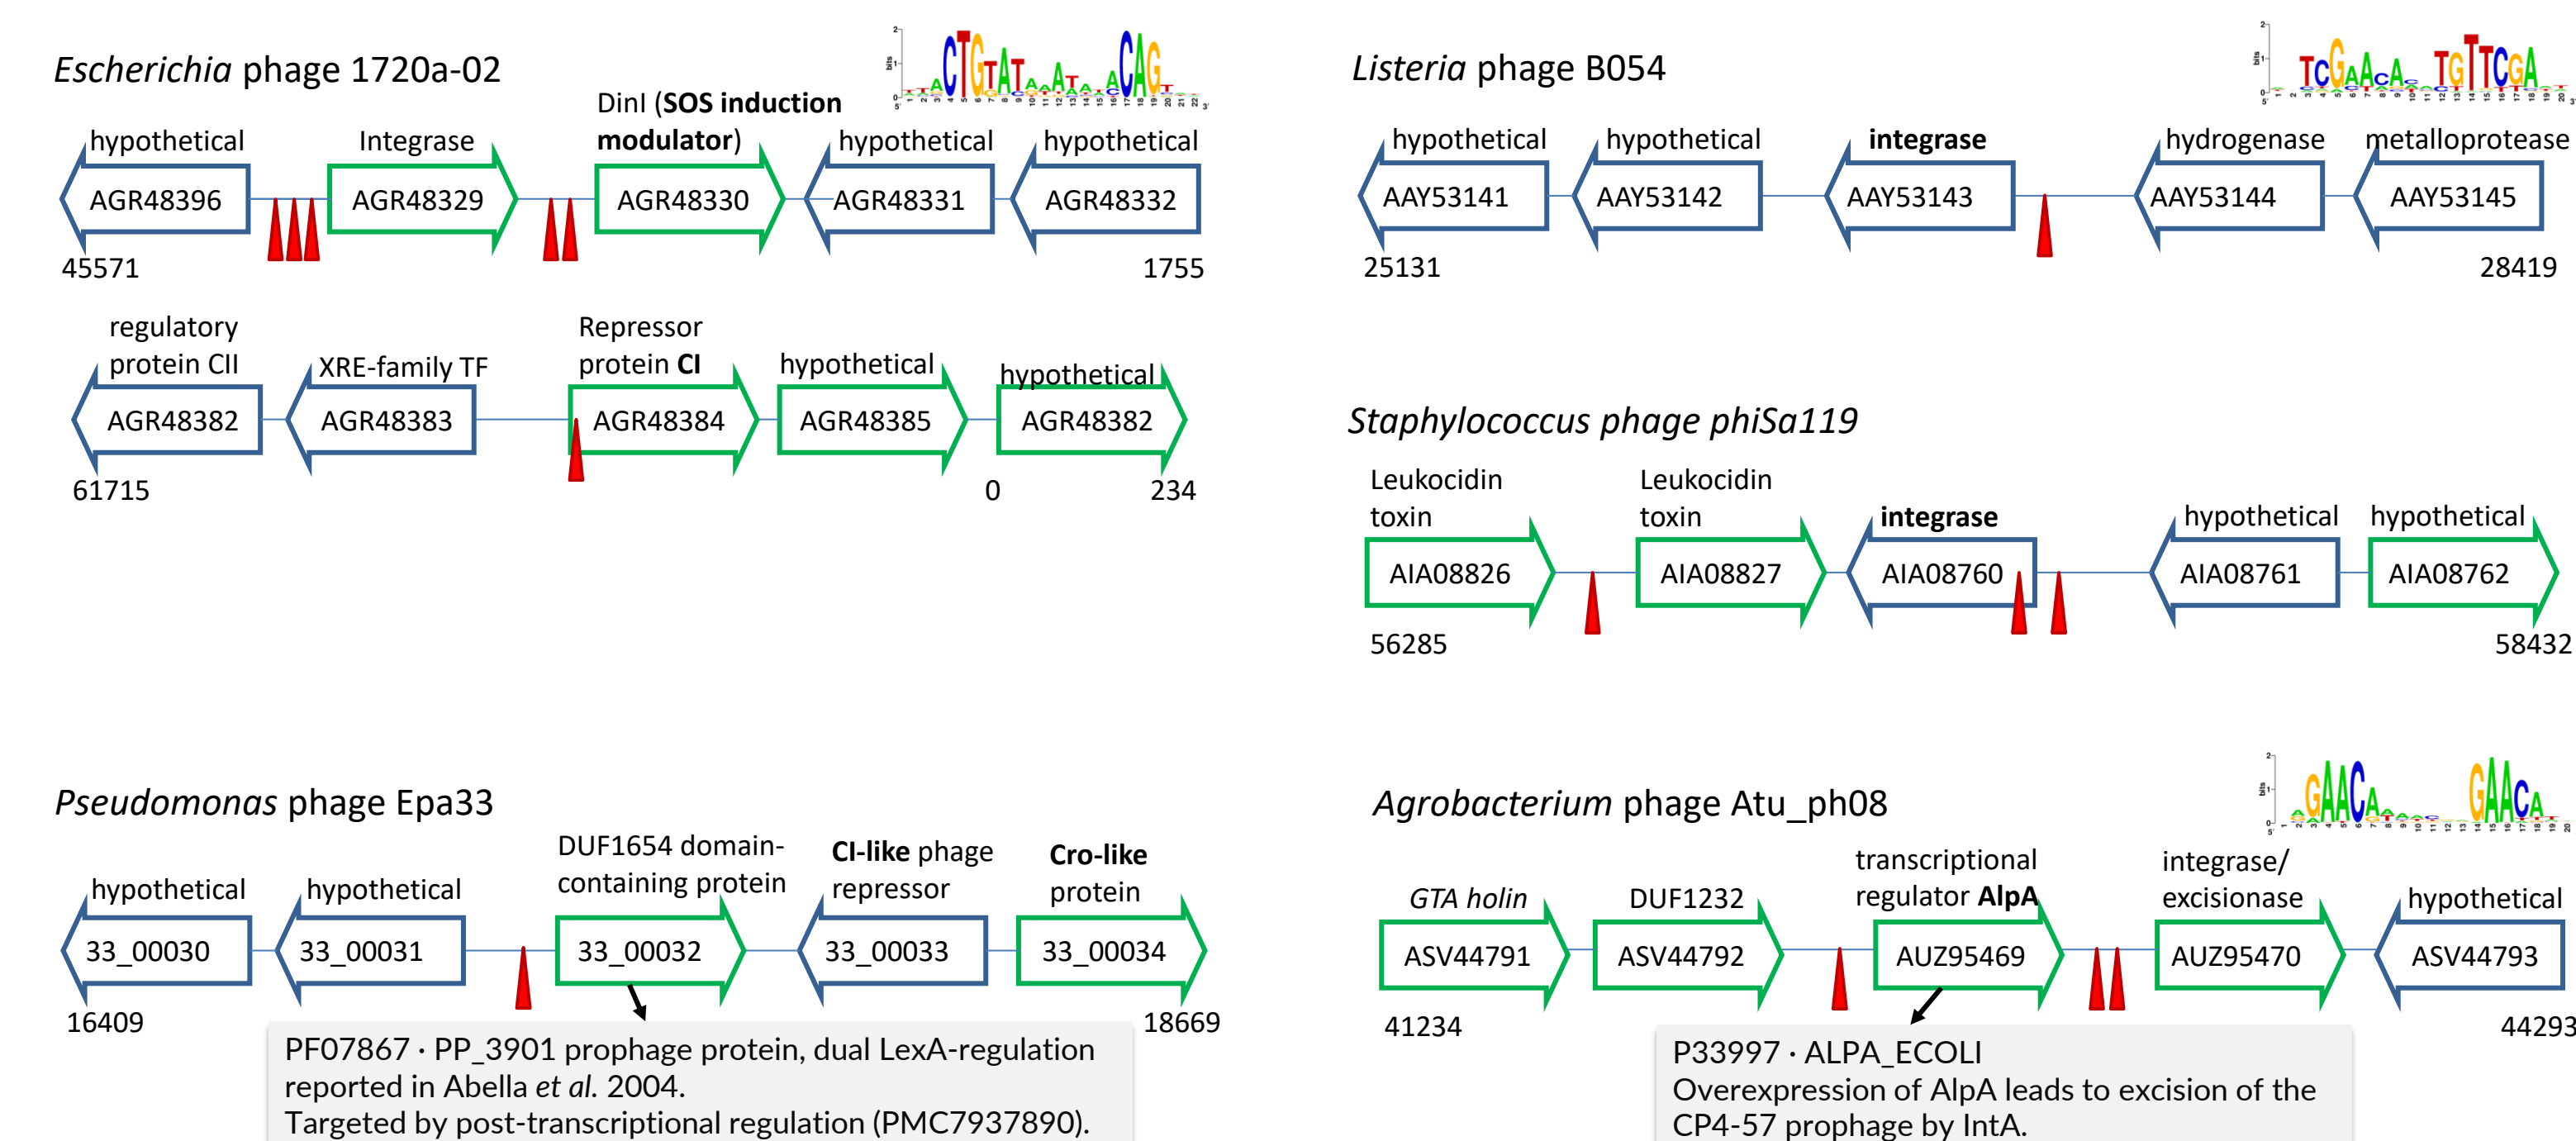 Escherichia phage 1720a-02
DinI (SOS induction
modulator)
hypothetical
Integrase
hypothetical
hypothetical
AGR48396
AGR48329
AGR48330
AGR48331
AGR48332
45571
1755
regulatory
protein CII
XRE-family TF
Repressor
protein CI
hypothetical
hypothetical
AGR48382
AGR48383
AGR48384
AGR48385
AGR48382
61715
0
234
Pseudomonas phage Epa33
hypothetical
hypothetical
DUF1654 domain-
containing protein
CI-like phage
repressor
Cro-like
protein
33_00030
33_00031
33_00032
33_00033
33_00034
16409
18669
PF07867 · PP_3901 prophage protein, dual LexA-regulation
reported in Abella et al. 2004.
Targeted by post-transcriptional regulation (PMC7937890).
Listeria phage B054
hypothetical
hypothetical
integrase
hydrogenase
metalloprotease
AAY53141
AAY53142
AAY53143
AAY53144
AAY53145
25131
28419
Staphylococcus phage phiSa119
Leukocidin
toxin
Leukocidin
toxin
integrase
hypothetical
hypothetical
AIA08826
AIA08827
AIA08760
AIA08761
AIA08762
56285
58432
Agrobacterium phage Atu_ph08
GTA holin
DUF1232
transcriptional
regulator AlpA
integrase/
excisionase
hypothetical
ASV44791
ASV44792
AUZ95469
AUZ95470
ASV44793
41234
44293
P33997 · ALPA_ECOLI
Overexpression of AlpA leads to excision of the
CP4-57 prophage by IntA.